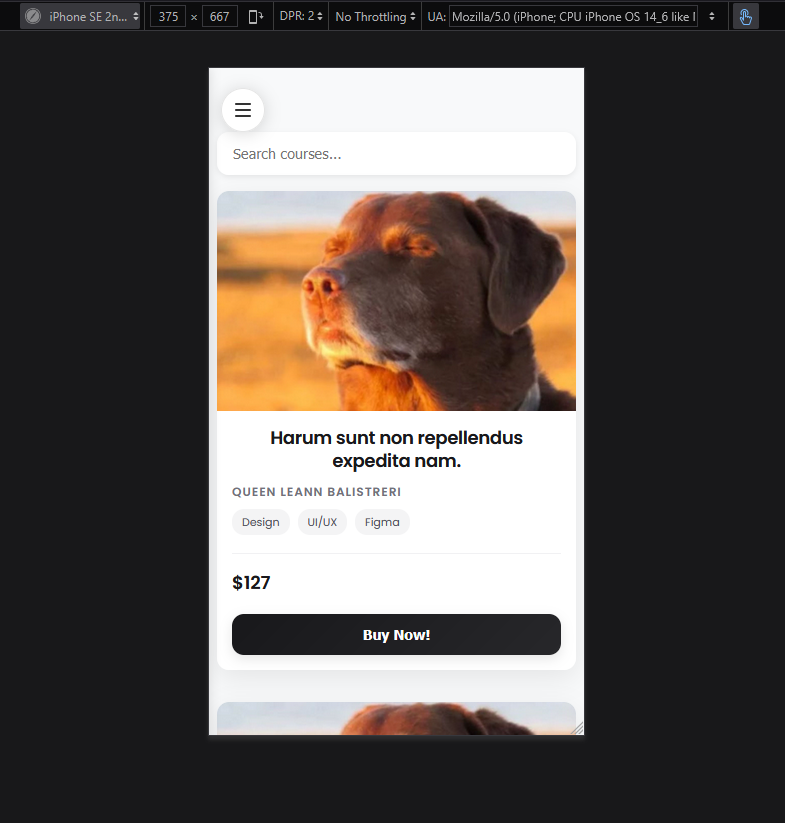 iPhone SE 2n...
375 × 667
DPR: 2
No Throttling
UA: Mozilla/5.0 (iPhone; CPU iPhone OS 14_6 like
Search courses...
Harum sunt non repellendus
expedita nam.
QUEEN LEANN BALISTRERI
Design
UI/UX
Figma
$127
Buy Now!